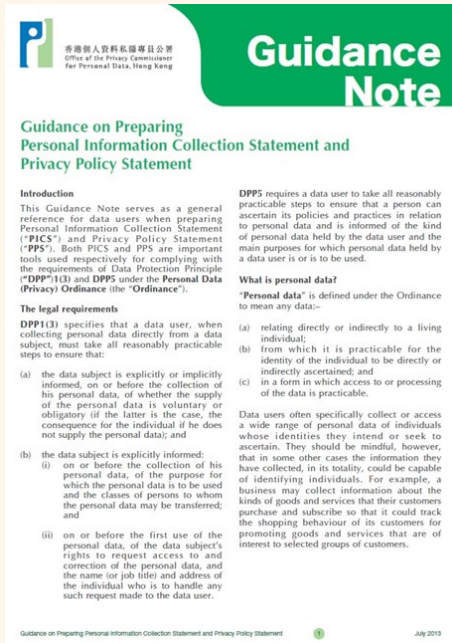 香港個人資料私隱專員公署
Office of the Privacy Commissioner
for Personal Data, Hong Kong
Guidance
Note
Guidance on Preparing
Personal Information Collection Statement and
Privacy Policy Statement
Introduction
This Guidance Note serves as a general
reference for data users when preparing
Personal Information Collection Statement
("PICS") and Privacy Policy Statement
("PPS"). Both PICS and PPS are important
tools used respectively for complying with
the requirements of Data Protection Principle
("DPP")1(3) and DPP5 under the Personal Data
(Privacy) Ordinance (the "Ordinance").
The legal requirements
DPP1(3) specifies that a data user, when
collecting personal data directly from a data
subject, must take all reasonably practicable
steps to ensure that:
(a) the data subject is explicitly or implicitly
informed, on or before the collection of
his personal data, of whether the supply
of the personal data is voluntary or
obligatory (if the latter is the case, the
consequence for the individual if he does
not supply the personal data); and
(b) the data subject is explicitly informed:
(i) on or before the collection of his
personal data, of the purpose for
which the personal data is to be used
and the classes of persons to whom
the personal data may be transferred;
and
(ii) on or before the first use of the
personal data, of the data subject's
rights to request access to and
correction of the personal data, and
the name (or job title) and address of
the individual who is to handle any
such request made to the data user.
DPP5 requires a data user to take all reasonably
practicable steps to ensure that a person can
ascertain its policies and practices in relation
to personal data and is informed of the kind
of personal data held by the data user and the
main purposes for which personal data held by
a data user is or is to be used.
What is personal data?
"Personal data" is defined under the Ordinance
to mean any data:–
(a) relating directly or indirectly to a living
individual;
(b) from which it is practicable for the
identity of the individual to be directly or
indirectly ascertained; and
(c) in a form in which access to or processing
of the data is practicable.
Data users often specifically collect or access
a wide range of personal data of individuals
whose identities they intend or seek to
ascertain. They should be mindful, however,
that in some other cases the information they
have collected, in its totality, could be capable
of identifying individuals. For example, a
business may collect information about the
kinds of goods and services that their customers
purchase and subscribe so that it could track
the shopping behaviour of its customers for
promoting goods and services that are of
interest to selected groups of customers.
Guidance on Preparing Personal Information Collection Statement and Privacy Policy Statement 1 July 2013